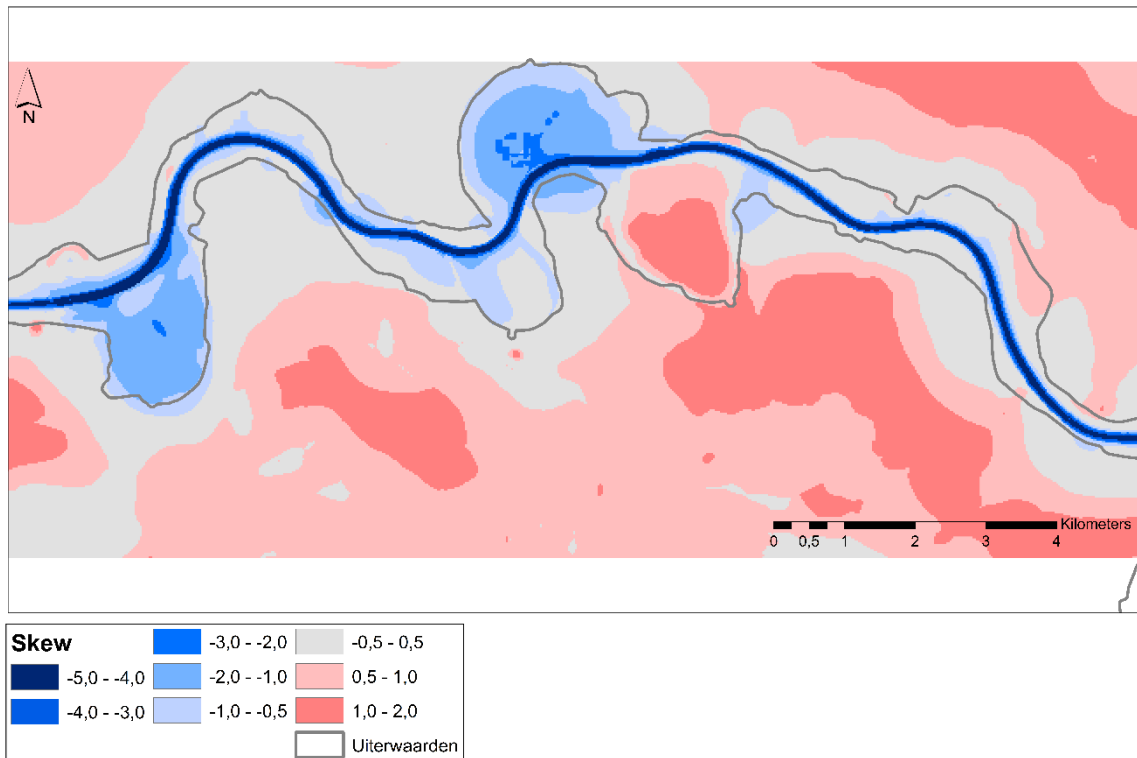 N
Kilometers
0 0,5 1 2 3 4
Skew
-5,0 - -4,0
-4,0 - -3,0
-3,0 - -2,0
-2,0 - -1,0
-1,0 - -0,5
-0,5 - 0,5
0,5 - 1,0
1,0 - 2,0
Uiterwaarden